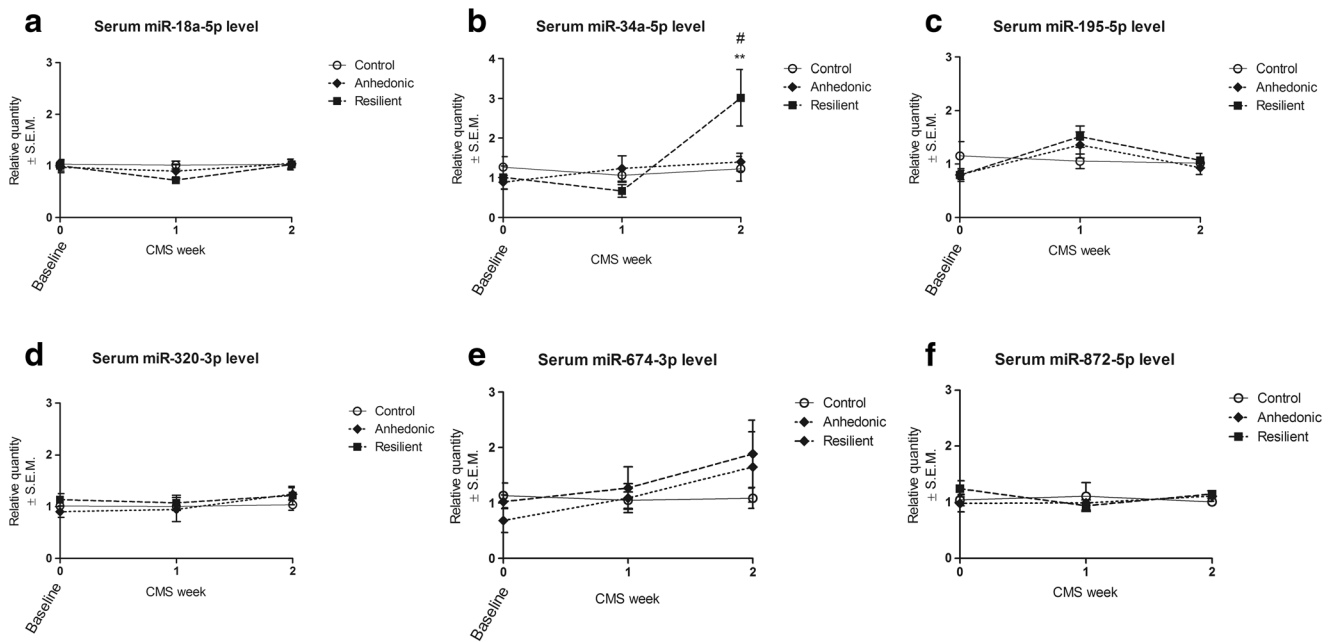 a
Serum miR-18a-5p level
3
2
1
0
Relative quantity
± S.E.M.
0
1
2
Baseline
CMS week
Control
Anhedonic
Resilient
b
Serum miR-34a-5p level
#
**
4
3
2
1
0
Relative quantity
± S.E.M.
0
1
2
Baseline
CMS week
Control
Anhedonic
Resilient
c
Serum miR-195-5p level
3
2
1
0
Relative quantity
± S.E.M.
0
1
2
Baseline
CMS week
Control
Anhedonic
Resilient
d
Serum miR-320-3p level
3
2
1
0
Relative quantity
± S.E.M.
0
1
2
Baseline
CMS week
Control
Anhedonic
Resilient
e
Serum miR-674-3p level
3
2
1
0
Relative quantity
± S.E.M.
0
1
2
Baseline
CMS week
Control
Anhedonic
Resilient
f
Serum miR-872-5p level
3
2
1
0
Relative quantity
± S.E.M.
0
1
2
CMS week
Control
Anhedonic
Resilient